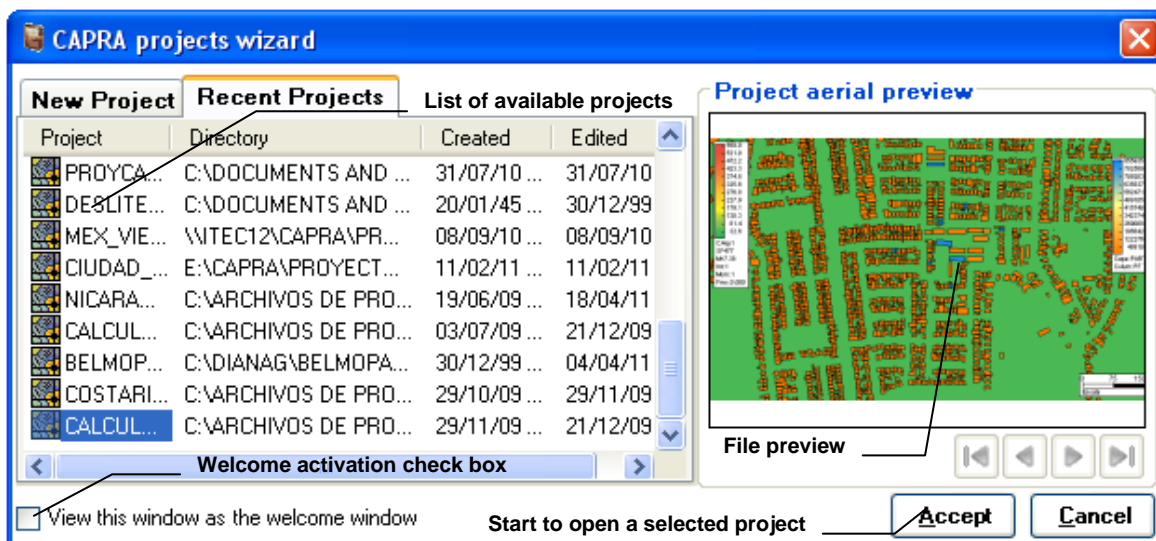 CAPRA projects wizard
New Project Recent Projects List of available projects
Project Directory Created Edited
PROYCA... C:\DOCUMENTS AND ... 31/07/10 ... 31/07/10
DESLITE... C:\DOCUMENTS AND ... 20/01/45 ... 30/12/99
MEX_VIE... \\ITEC12\CAPRA\PR... 08/09/10 ... 08/09/10
CIUDAD_... E:\CAPRA\PROYECT... 11/02/11 ... 11/02/11
NICARA... C:\ARCHIVOS DE PRO... 19/06/09 ... 18/04/11
CALCUL... C:\ARCHIVOS DE PRO... 03/07/09 ... 21/12/09
BELMOP... C:\DIANAG\BELMOPA... 30/12/99 ... 04/04/11
COSTARI... C:\ARCHIVOS DE PRO... 29/10/09 ... 29/11/09
CALCUL... C:\ARCHIVOS DE PRO... 29/11/09 ... 21/12/09
Welcome activation check box
View this window as the welcome window
Project aerial preview
File preview
Start to open a selected project
Accept Cancel